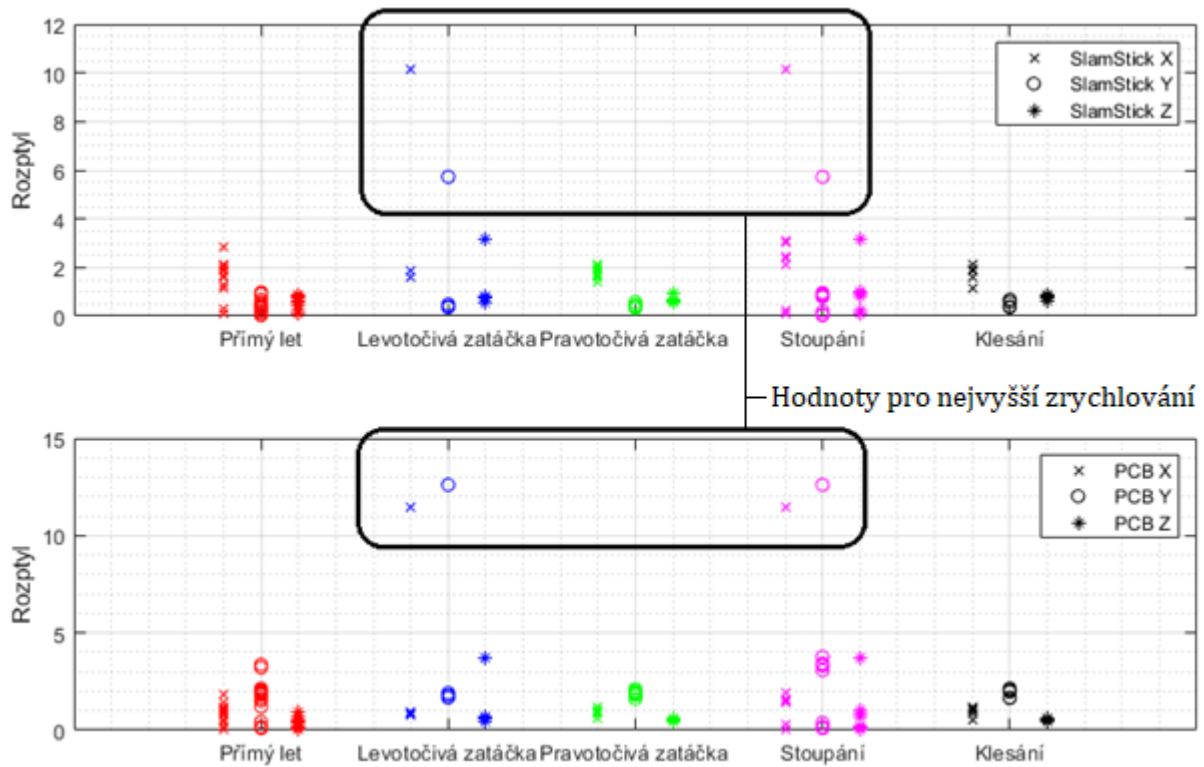 12
10
8
6
4
2
0
Rozptyl
SlamStick X
SlamStick Y
SlamStick Z
Přímý let
Levotočivá zatáčka
Pravotočivá zatáčka
Stoupání
Klesání
Hodnoty pro nejvyšší zrychlování
15
10
5
0
Rozptyl
PCB X
PCB Y
PCB Z
Přímý let
Levotočivá zatáčka
Pravotočivá zatáčka
Stoupání
Klesání